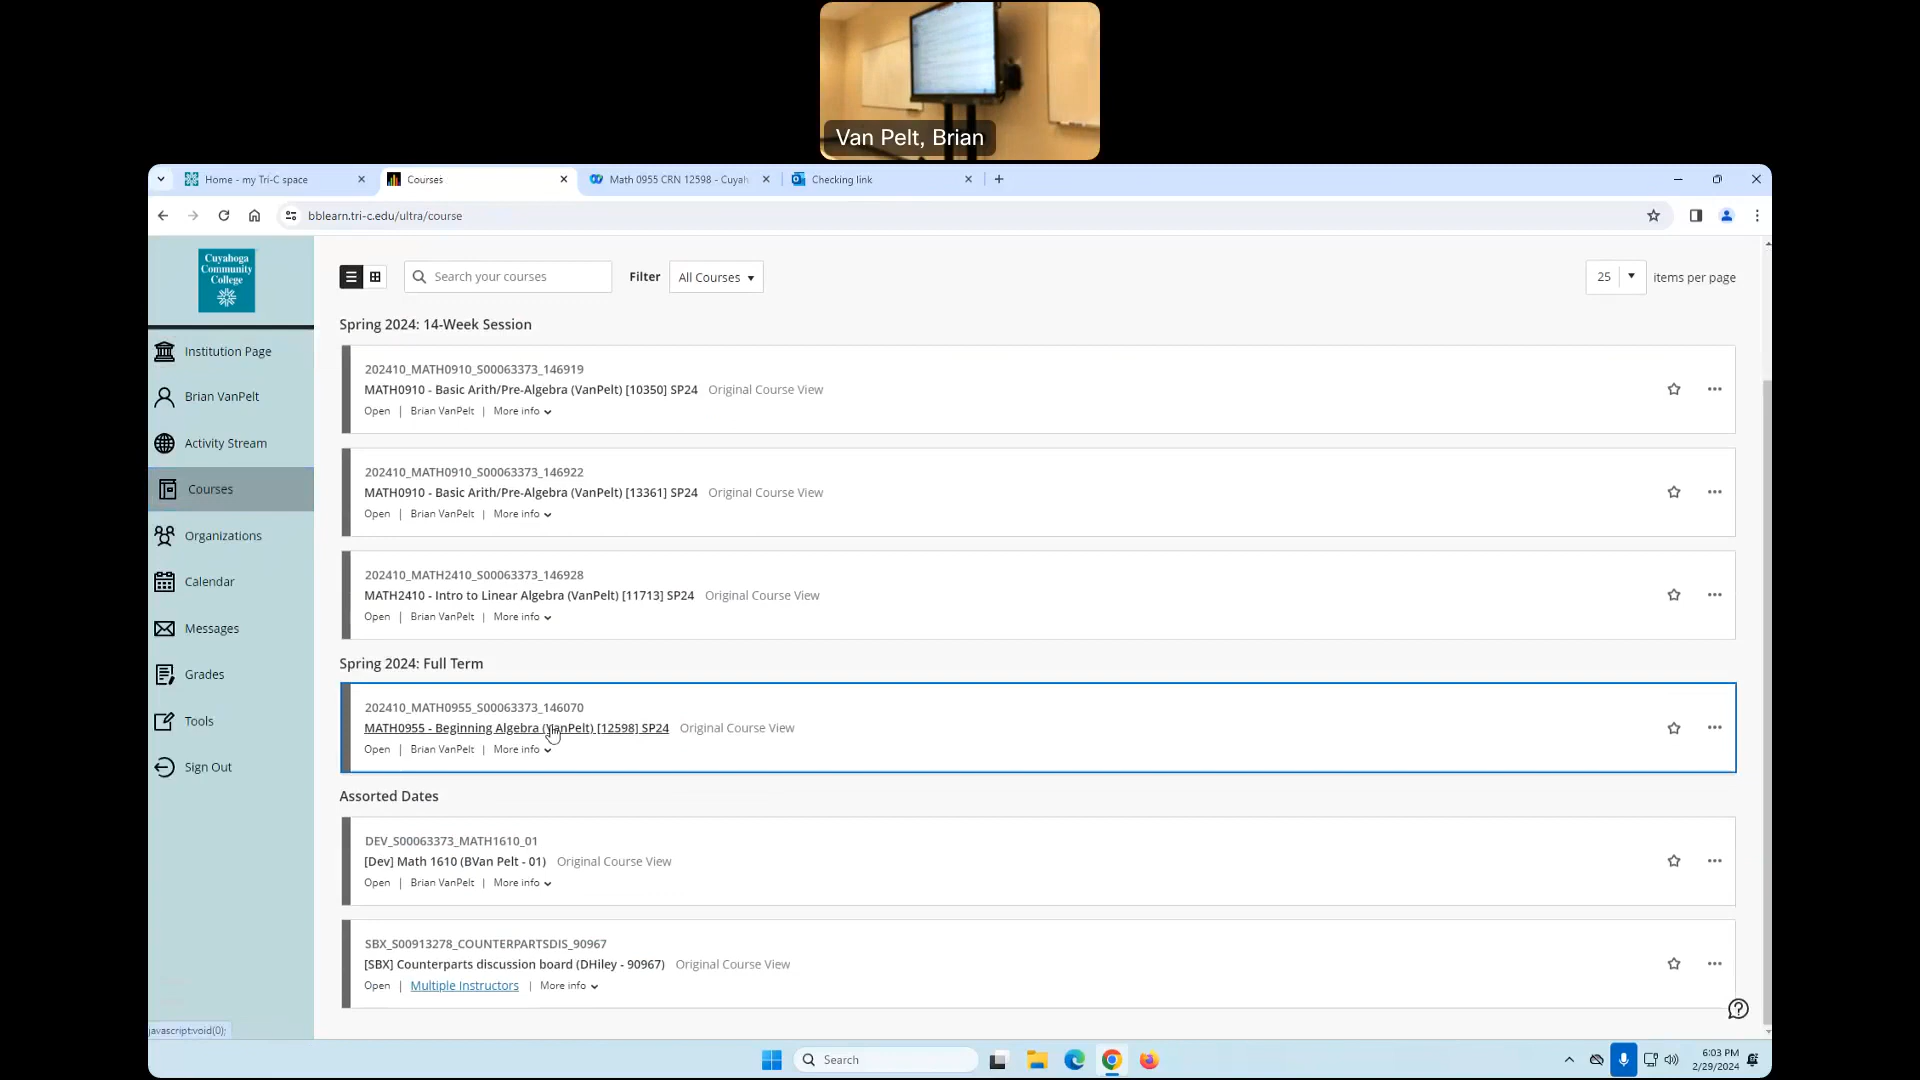 Van Pelt, Brian
Home - my Tri-C space
Courses
Math 0955 CRN 12598 - Cuyah
Checking link
bblearn.tri-c.edu/ultra/course
Cuyahoga
Community
College
Search your courses
Filter
All Courses
25
items per page
Institution Page
Brian VanPelt
Activity Stream
Courses
Organizations
Calendar
Messages
Grades
Tools
Sign Out
Spring 2024: 14-Week Session
202410_MATH0910_S00063373_146919
MATH0910 - Basic Arith/Pre-Algebra (VanPelt) [10350] SP24 Original Course View
Open | Brian VanPelt | More info
202410_MATH0910_S00063373_146922
MATH0910 - Basic Arith/Pre-Algebra (VanPelt) [13361] SP24 Original Course View
Open | Brian VanPelt | More info
202410_MATH2410_S00063373_146928
MATH2410 - Intro to Linear Algebra (VanPelt) [11713] SP24 Original Course View
Open | Brian VanPelt | More info
Spring 2024: Full Term
202410_MATH0955_S00063373_146070
MATH0955 - Beginning Algebra (VanPelt) [12598] SP24 Original Course View
Open | Brian VanPelt | More info
Assorted Dates
DEV_S00063373_MATH1610_01
[Dev] Math 1610 (BVan Pelt - 01) Original Course View
Open | Brian VanPelt | More info
SBX_S00913278_COUNTERPARTSDIS_90967
[SBX] Counterparts discussion board (DHiley - 90967) Original Course View
Open | Multiple Instructors | More info
javascript:void(0);
Search
6:03 PM
2/29/2024